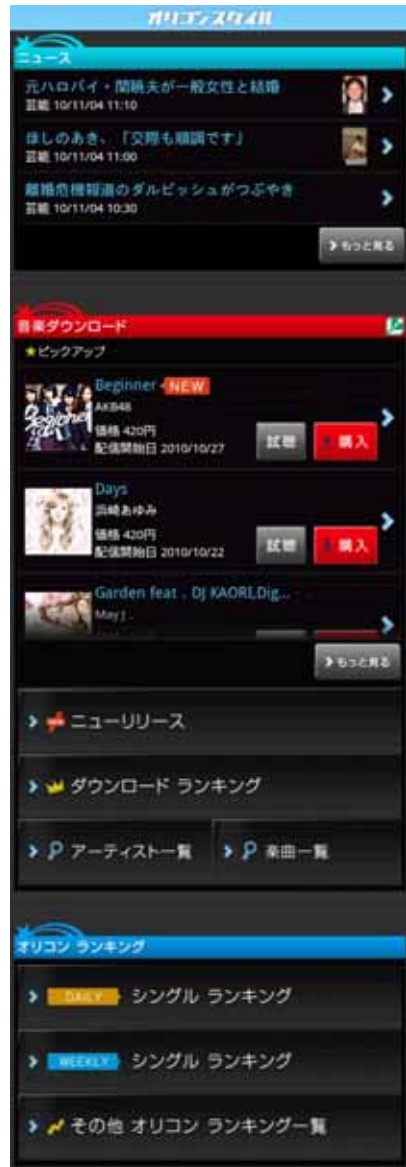 オリコンスタイル
ニュース
元ハロバイ・関暁夫が一般女性と結婚
芸能 10/11/04 11:10
ほしのあき、「交際も順調です」
芸能 10/11/04 11:00
離婚危機報道のダルビッシュがつぶやき
芸能 10/11/04 10:30
もっと見る
音楽ダウンロード
★ピックアップ
Beginner NEW
AKB48
価格 420円
配信開始日 2010/10/27
試聴 購入
Days
浜崎あゆみ
価格 420円
配信開始日 2010/10/22
試聴 購入
Garden feat . DJ KAORI,Dig...
May J .
もっと見る
ニューリリース
ダウンロード ランキング
アーティスト一覧 楽曲一覧
オリコン ランキング
DAILY シングル ランキング
WEEKLY シングル ランキング
その他 オリコン ランキング一覧